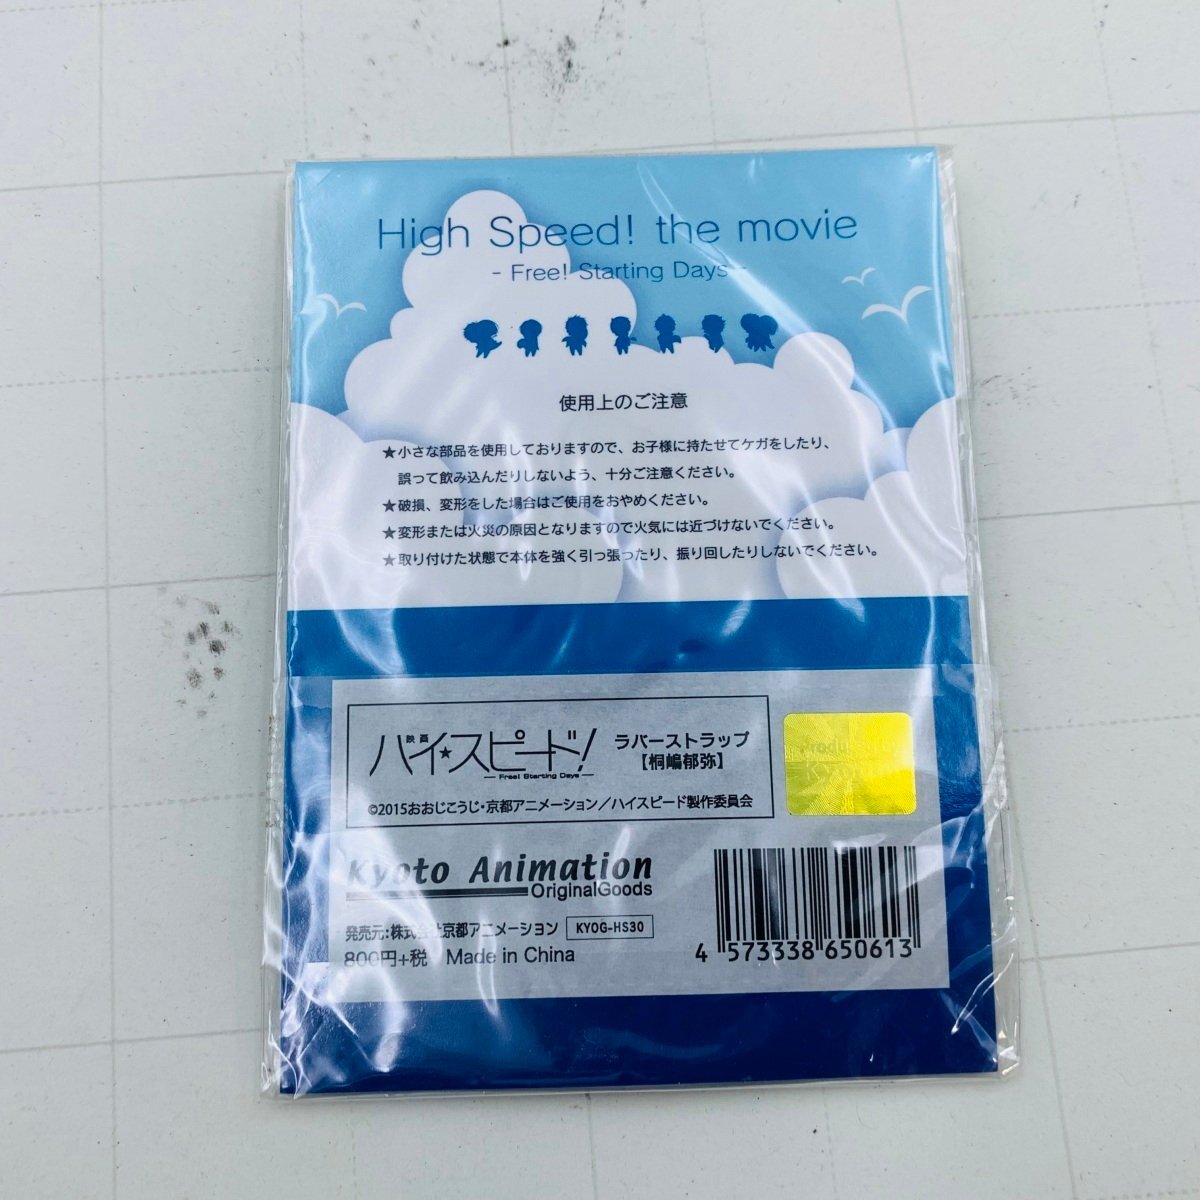 High Speed! the movie
- Free! Starting Days -
使用上のご注意
★小さな部品を使用しておりますので、お子様に持たせてケガをしたり、
誤って飲み込んだりしないよう、十分ご注意ください。
★破損、変形をした場合はご使用をおやめください。
★変形または火災の原因となりますので火気には近づけないでください。
★取り付けた状態で本体を強く引っ張ったり、振り回したりしないでください。
映画
ハイ★スピード!
Free! Starting Days
ラバーストラップ
【桐嶋郁弥】
©2015おおじこうじ・京都アニメーション/ハイスピード製作委員会
Kyoto Animation
OriginalGoods
発売元:株式会社京都アニメーション KYOG-HS30
800円+税 Made in China
4 573338 650613